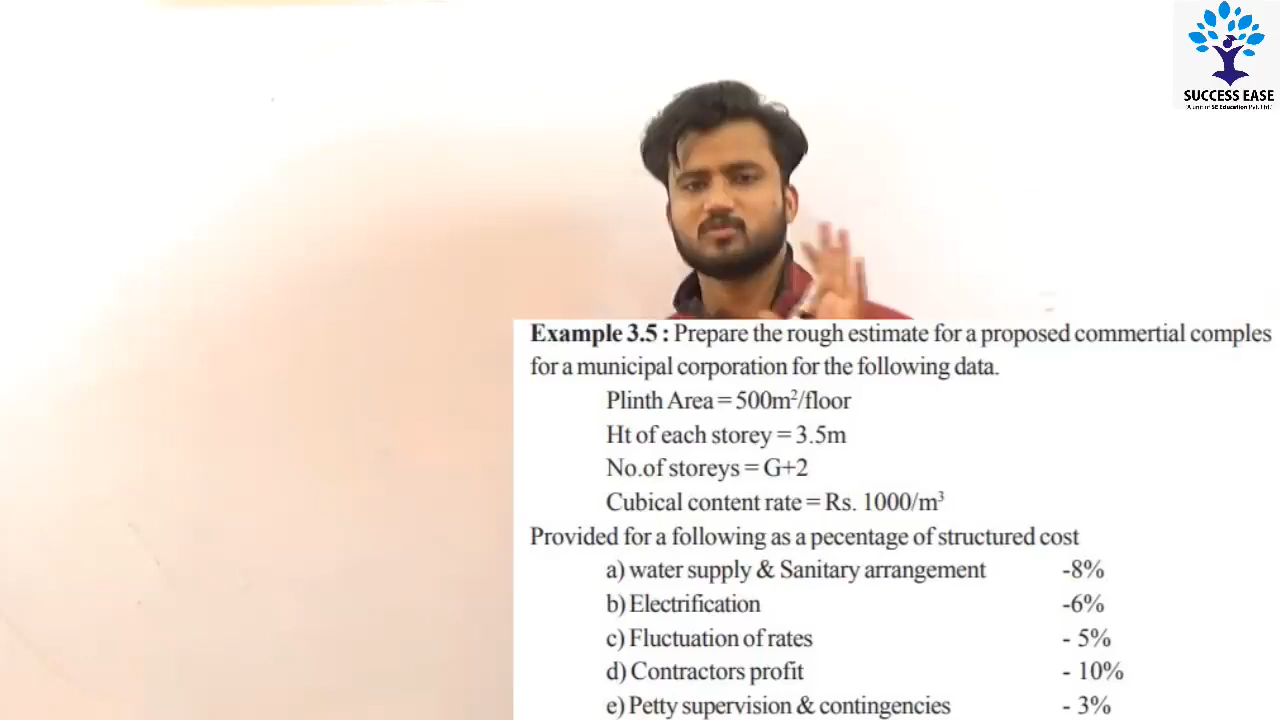 SUCCESS EASE
Example 3.5 : Prepare the rough estimate for a proposed commertial comples
for a municipal corporation for the following data.
Plinth Area = 500m²/floor
Ht of each storey = 3.5m
No.of storeys = G+2
Cubical content rate = Rs. 1000/m³
Provided for a following as a pecentage of structured cost
a) water supply & Sanitary arrangement -8%
b) Electrification -6%
c) Fluctuation of rates - 5%
d) Contractors profit - 10%
e) Petty supervision & contingencies - 3%